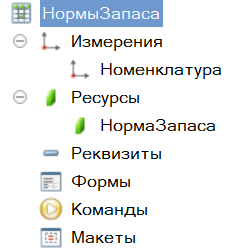 НормыЗапаса
Измерения
Номенклатура
Ресурсы
НормаЗапаса
Реквизиты
Формы
Команды
Макеты